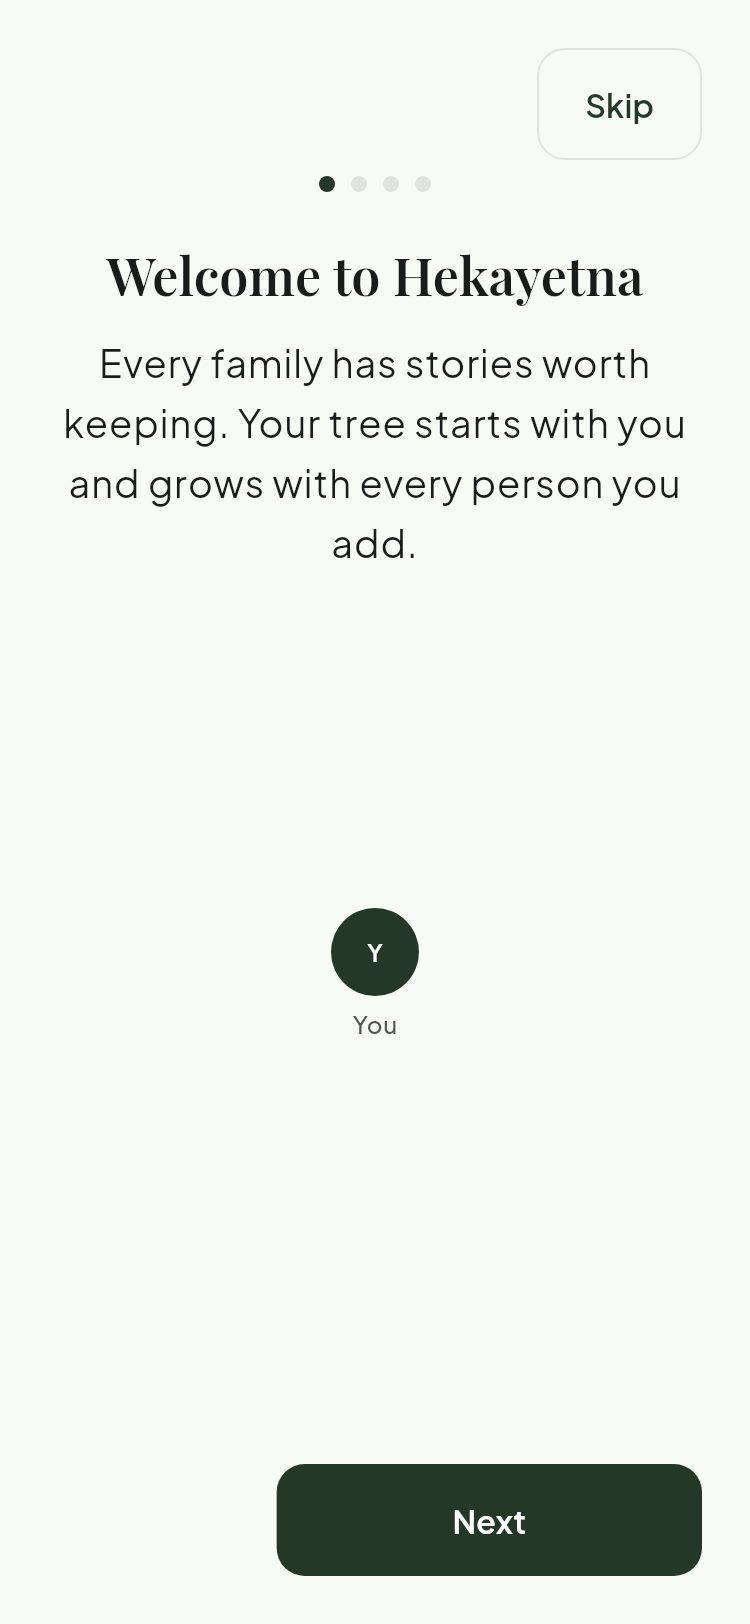 Skip
Welcome to Hekayetna
Every family has stories worth
keeping. Your tree starts with you
and grows with every person you
add.
Y
You
Next